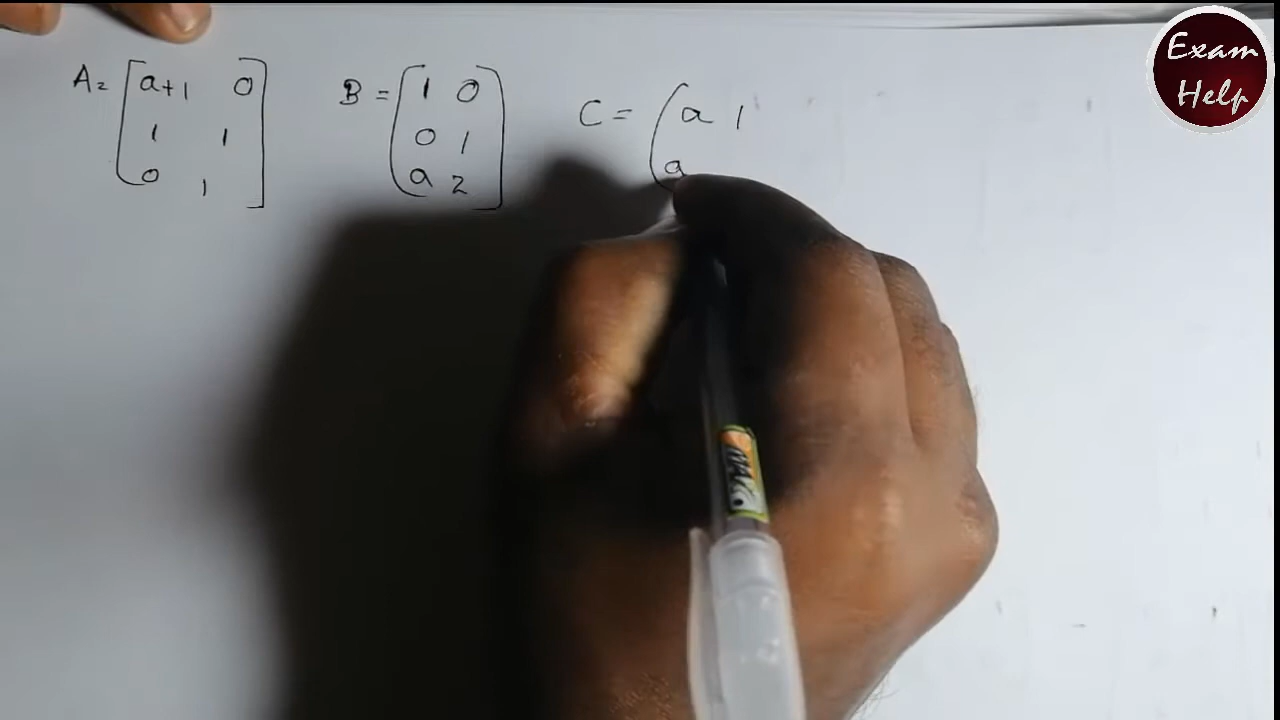 A= [a+1 0 B = [1 0 C = (a 1
1 1 0 1 a
0 1] a 2]
Exam
Help